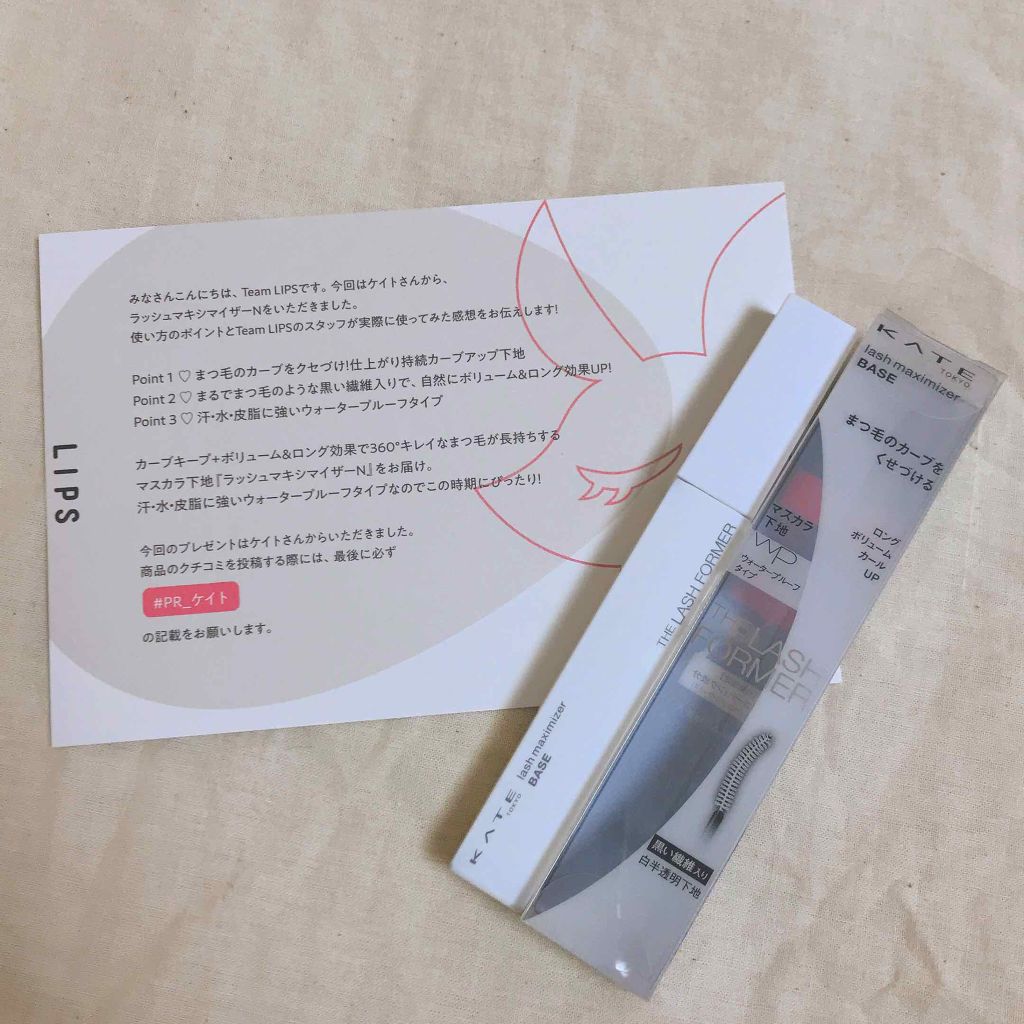 みなさんこんにちは、Team LIPSです。今回はケイトさんから、
ラッシュマキシマイザーNをいただきました。
使い方のポイントとTeam LIPSのスタッフが実際に使ってみた感想をお伝えします!
Point 1 ♡ まつ毛のカーブをクセづけ!仕上がり持続カーブアップ下地
Point 2 ♡ まるでまつ毛のような黒い繊維入りで、自然にボリューム&ロング効果UP!
Point 3 ♡ 汗・水・皮脂に強いウォータープルーフタイプ
カーブキープ+ボリューム&ロング効果で360°キレイなまつ毛が長持ちする
マスカラ下地『ラッシュマキシマイザーN』をお届け。
汗・水・皮脂に強いウォータープルーフタイプなのでこの時期にぴったり!
今回のプレゼントはケイトさんからいただきました。
商品のクチコミを投稿する際には、最後に必ず
#PR_ケイト
の記載をお願いします。
LIPS
THE LASH FORMER
KATE
TOKYO
lash maximizer
BASE
KATE
TOKYO
lash maximizer
BASE
まつ毛のカーブを
くせづける
ロング
ボリューム
カール
UP
マスカラ
下地
WP
ウォータープルーフ
タイプ
THE LASH
FORMER
黒い繊維入り
白半透明下地